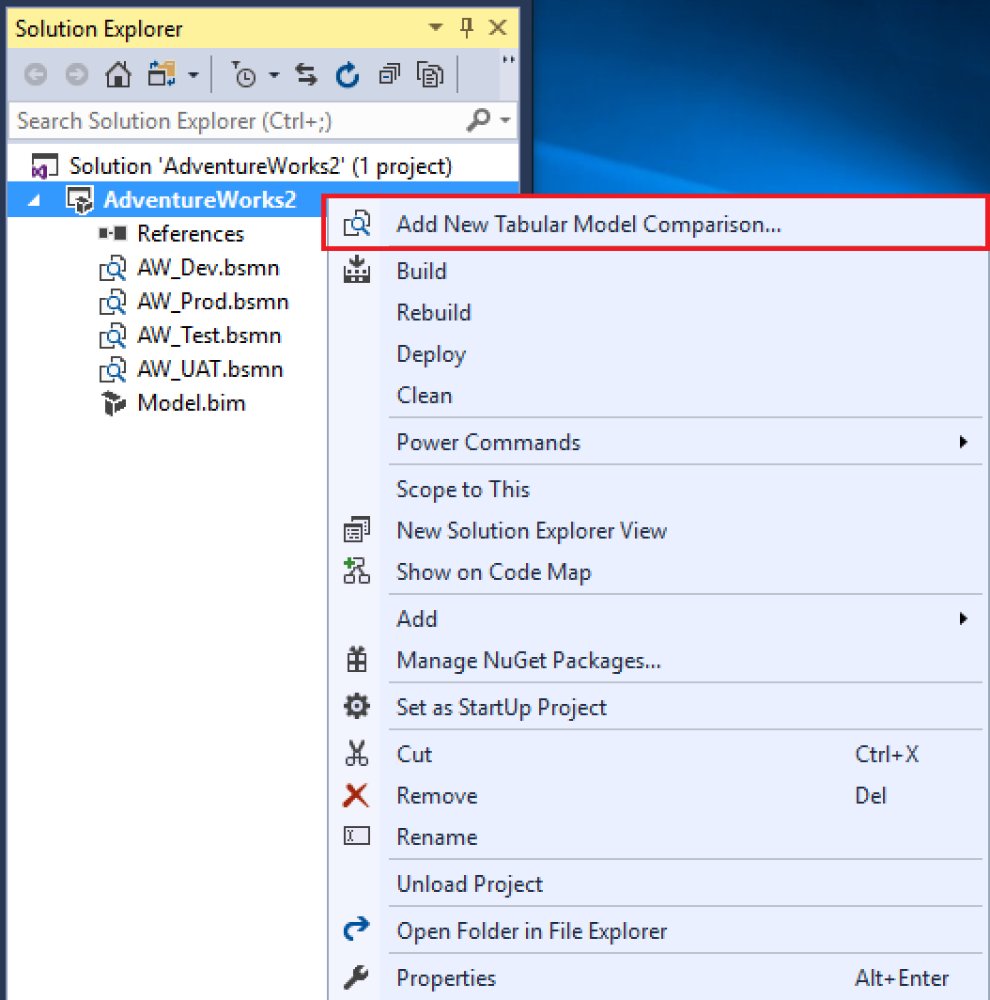 Solution Explorer
Search Solution Explorer (Ctrl+;)
Solution 'AdventureWorks2' (1 project)
AdventureWorks2
References
AW_Dev.bsmn
AW_Prod.bsmn
AW_Test.bsmn
AW_UAT.bsmn
Model.bim
Add New Tabular Model Comparison...
Build
Rebuild
Deploy
Clean
Power Commands
Scope to This
New Solution Explorer View
Show on Code Map
Add
Manage NuGet Packages...
Set as StartUp Project
Cut Ctrl+X
Remove Del
Rename
Unload Project
Open Folder in File Explorer
Properties Alt+Enter